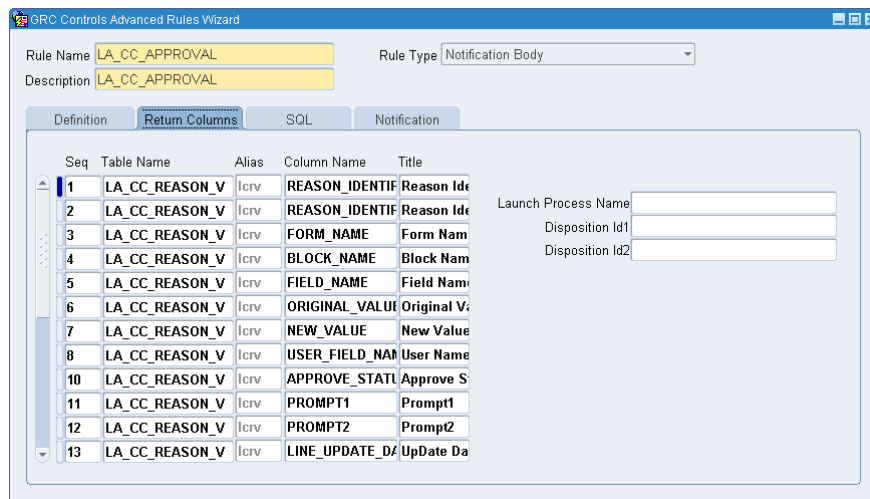 GRC Controls Advanced Rules Wizard
Rule Name LA_CC_APPROVAL Rule Type Notification Body
Description LA_CC_APPROVAL
Definition Return Columns SQL Notification
Seq Table Name Alias Column Name Title
1 LA_CC_REASON_V lcrv REASON_IDENTIF Reason Ide
2 LA_CC_REASON_V lcrv REASON_IDENTIF Reason Ide
3 LA_CC_REASON_V lcrv FORM_NAME Form Nam
4 LA_CC_REASON_V lcrv BLOCK_NAME Block Nam
5 LA_CC_REASON_V lcrv FIELD_NAME Field Nam
6 LA_CC_REASON_V lcrv ORIGINAL_VALUE Original Va
7 LA_CC_REASON_V lcrv NEW_VALUE New Value
8 LA_CC_REASON_V lcrv USER_FIELD_NAM User Name
10 LA_CC_REASON_V lcrv APPROVE_STATU Approve S
11 LA_CC_REASON_V lcrv PROMPT1 Prompt1
12 LA_CC_REASON_V lcrv PROMPT2 Prompt2
13 LA_CC_REASON_V lcrv LINE_UPDATE_DA UpDate Da
Launch Process Name
Disposition Id1
Disposition Id2